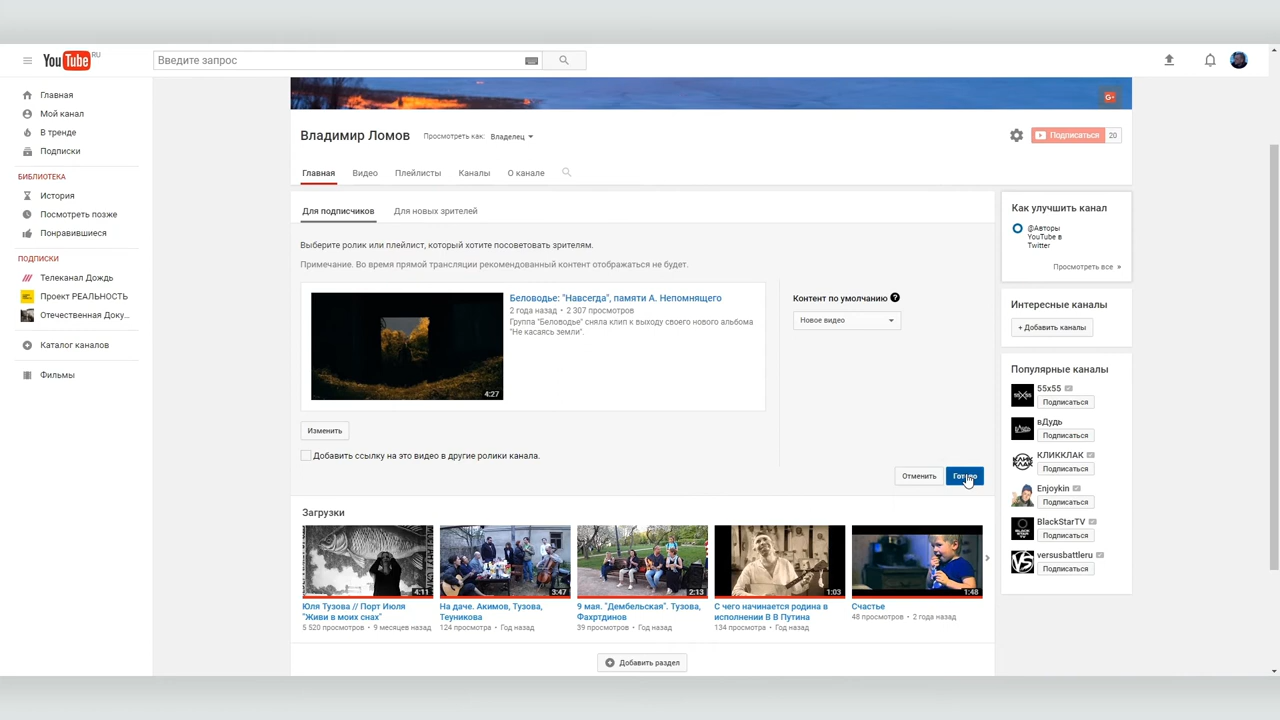 YouTube RU
Введите запрос
Главная
Мой канал
В тренде
Подписки
БИБЛИОТЕКА
История
Посмотреть позже
Понравившиеся
ПОДПИСКИ
Телеканал Дождь
Проект РЕАЛЬНОСТЬ
Отечественная Доку...
Каталог каналов
Фильмы
G+
Владимир Ломов
Просмотреть как: Владелец
Подписаться 20
Главная Видео Плейлисты Каналы О канале
Для подписчиков Для новых зрителей
Выберите ролик или плейлист, который хотите посоветовать зрителям.
Примечание. Во время прямой трансляции рекомендованный контент отображаться не будет.
4:27
Беловодье: "Навсегда", памяти А. Непомнящего
2 года назад • 2 307 просмотров
Группа "Беловодье" сняла клип к выходу своего нового альбома
"Не касаясь земли".
Контент по умолчанию ?
Новое видео
Изменить
Добавить ссылку на это видео в другие ролики канала.
Отменить
Загрузки
4:11
Юля Тузова // Порт Июля
"Живи в моих снах"
5 520 просмотров • 9 месяцев назад
3:47
На даче. Акимов, Тузова,
Теуникова
124 просмотра • Год назад
2:13
9 мая. "Дембельская". Тузова,
Фахртдинов
39 просмотров • Год назад
1:03
С чего начинается родина в
исполнении В В Путина
134 просмотра • Год назад
1:48
Счастье
48 просмотров • 2 года назад
Добавить раздел
Как улучшить канал
@Авторы
YouTube в
Twitter
Просмотреть все »
Интересные каналы
+ Добавить каналы
Популярные каналы
55x55
Подписаться
вДудь
Подписаться
КЛИККЛАК
Подписаться
Enjoykin
Подписаться
BlackStarTV
Подписаться
versusbattleru
Подписаться